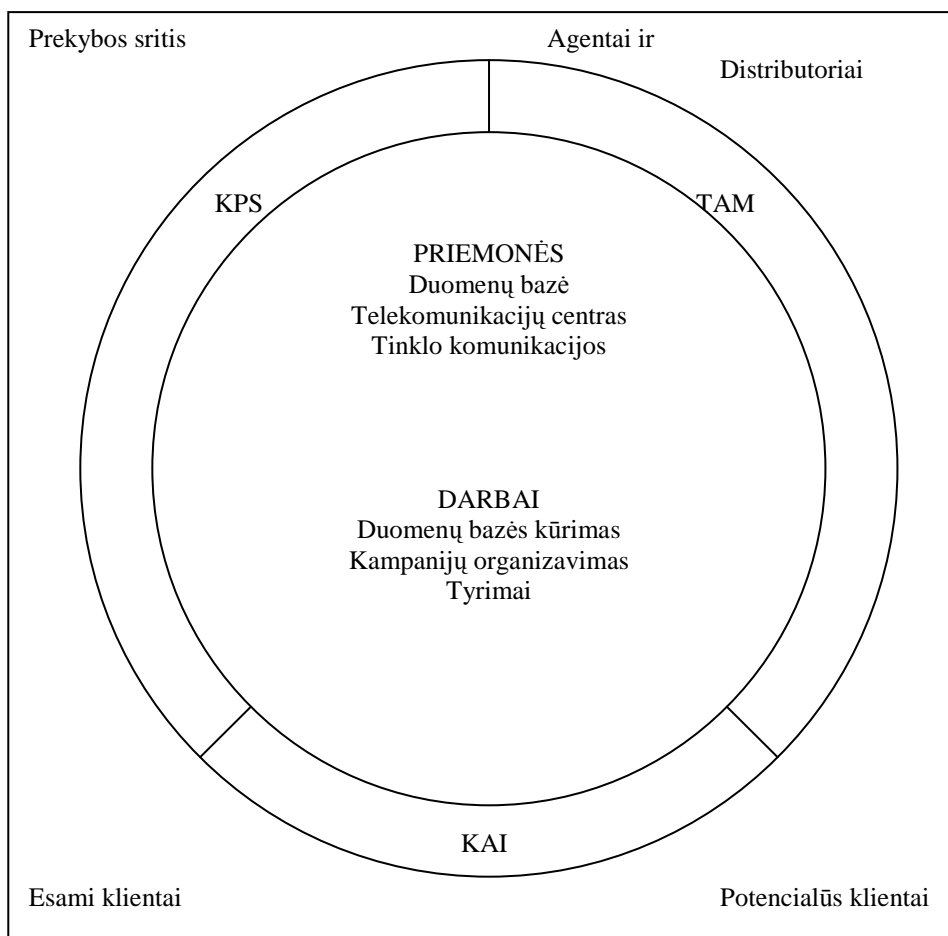 Prekybos sritis
Agentai ir
Distributoriai
KPS
TAM
PRIEMONĖS
Duomenų bazė
Telekomunikacijų centras
Tinklo komunikacijos
DARBAI
Duomenų bazės kūrimas
Kampanijų organizavimas
Tyrimai
KAI
Esami klientai
Potencialūs klientai